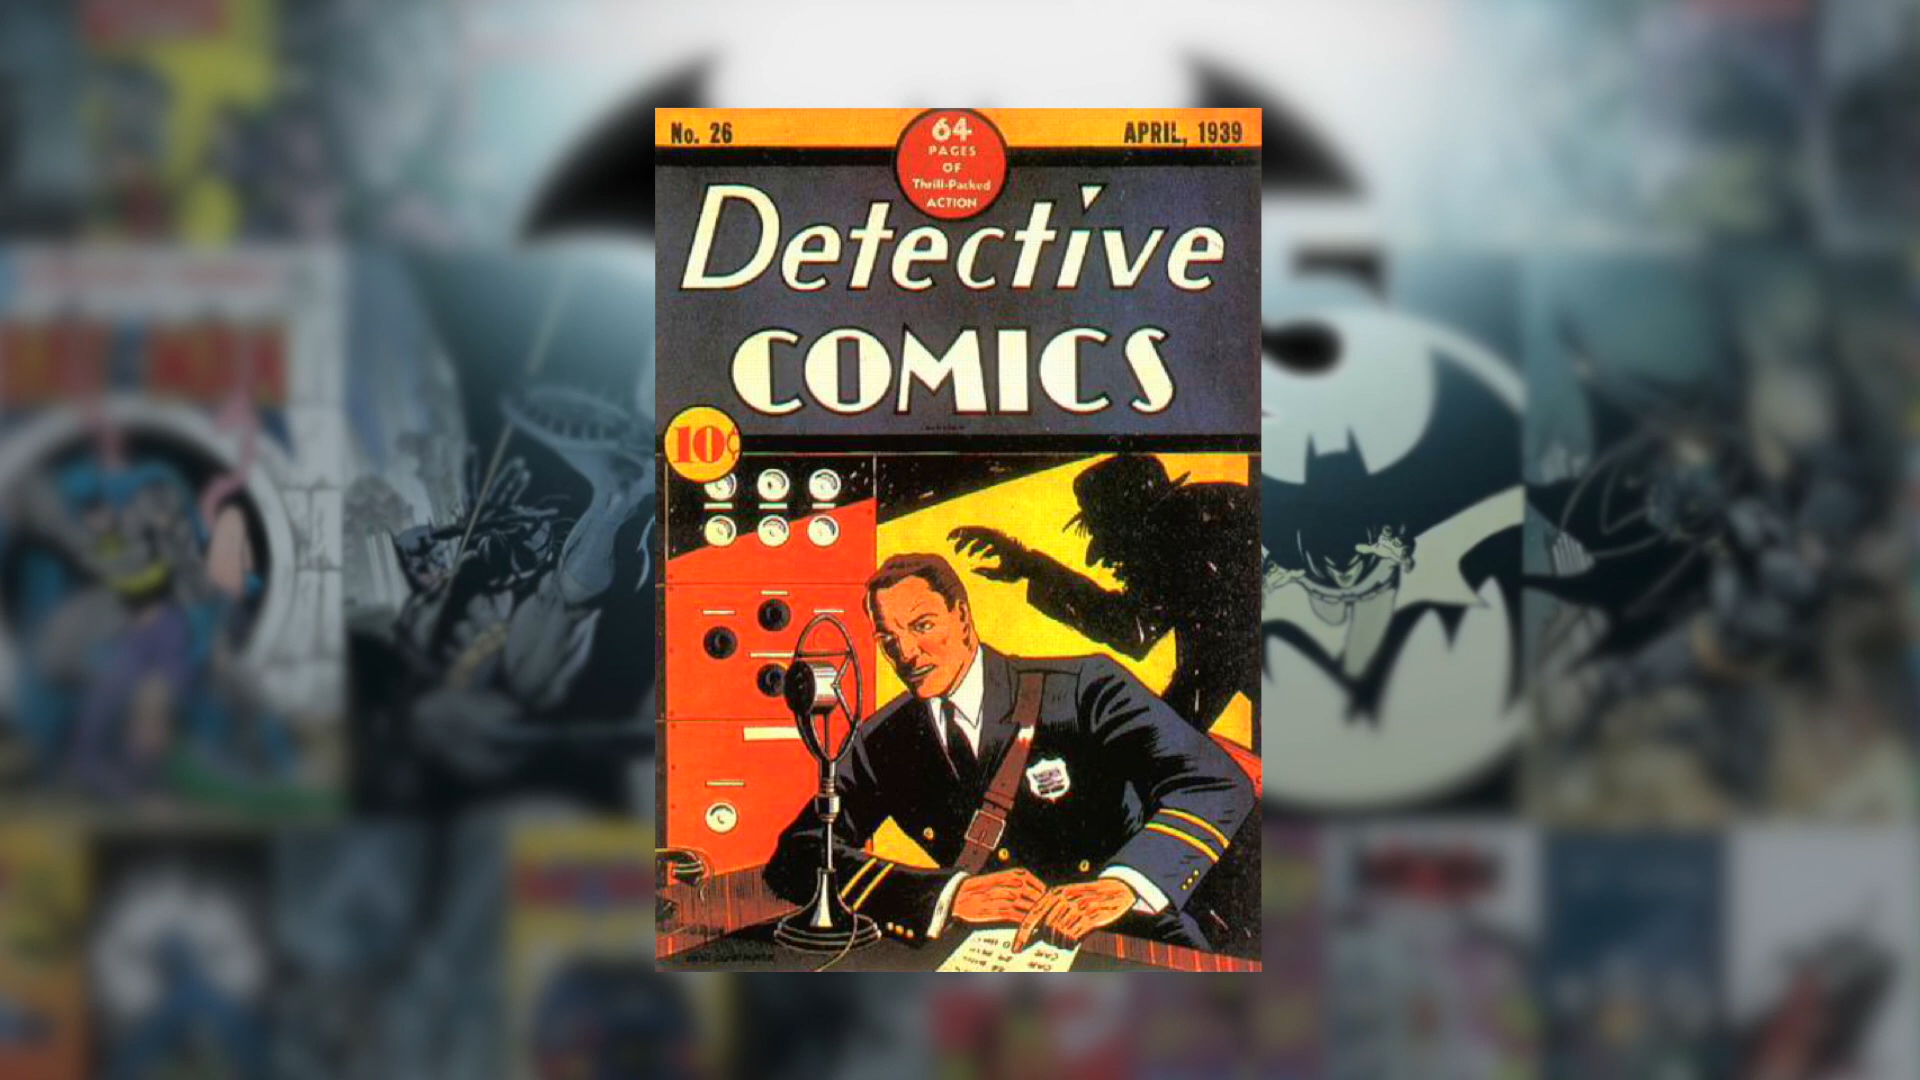 No. 26
64
PAGES
OF
Thrill-Packed
ACTION
APRIL, 1939
Detective
COMICS
10¢